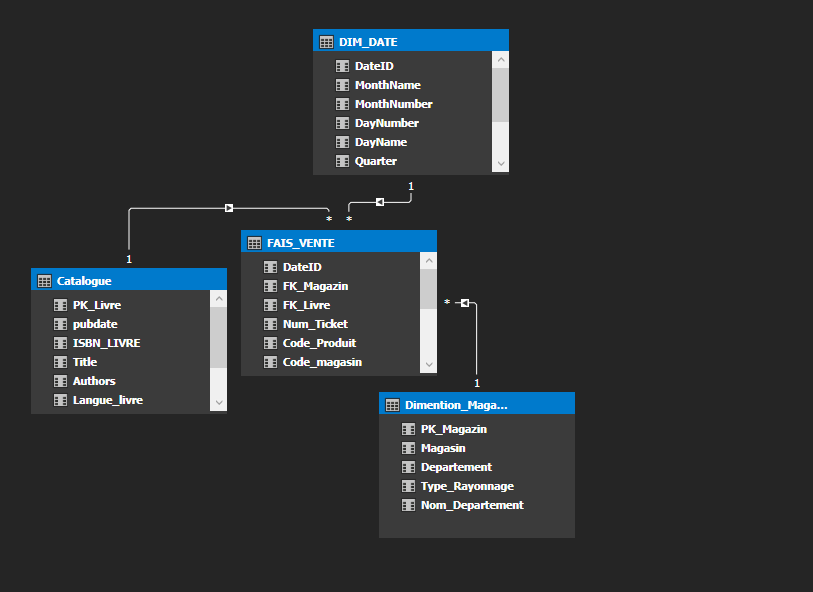 DIM_DATE
DateID
MonthName
MonthNumber
DayNumber
DayName
Quarter
1
* *
1
FAIS_VENTE
DateID
FK_Magazin
FK_Livre
Num_Ticket
Code_Produit
Code_magasin
Catalogue
PK_Livre
pubdate
ISBN_LIVRE
Title
Authors
Langue_livre
*
1
Dimention_Maga...
PK_Magazin
Magasin
Departement
Type_Rayonnage
Nom_Departement